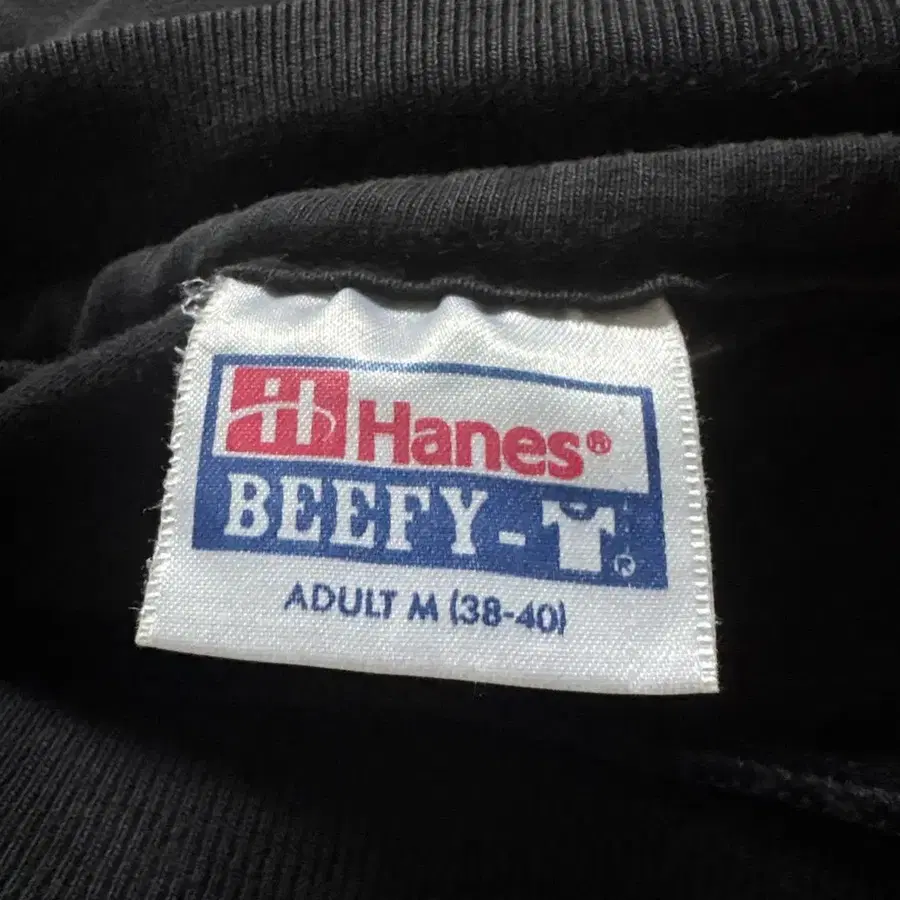 Hanes®
BEEFY-T®
ADULT M (38-40)